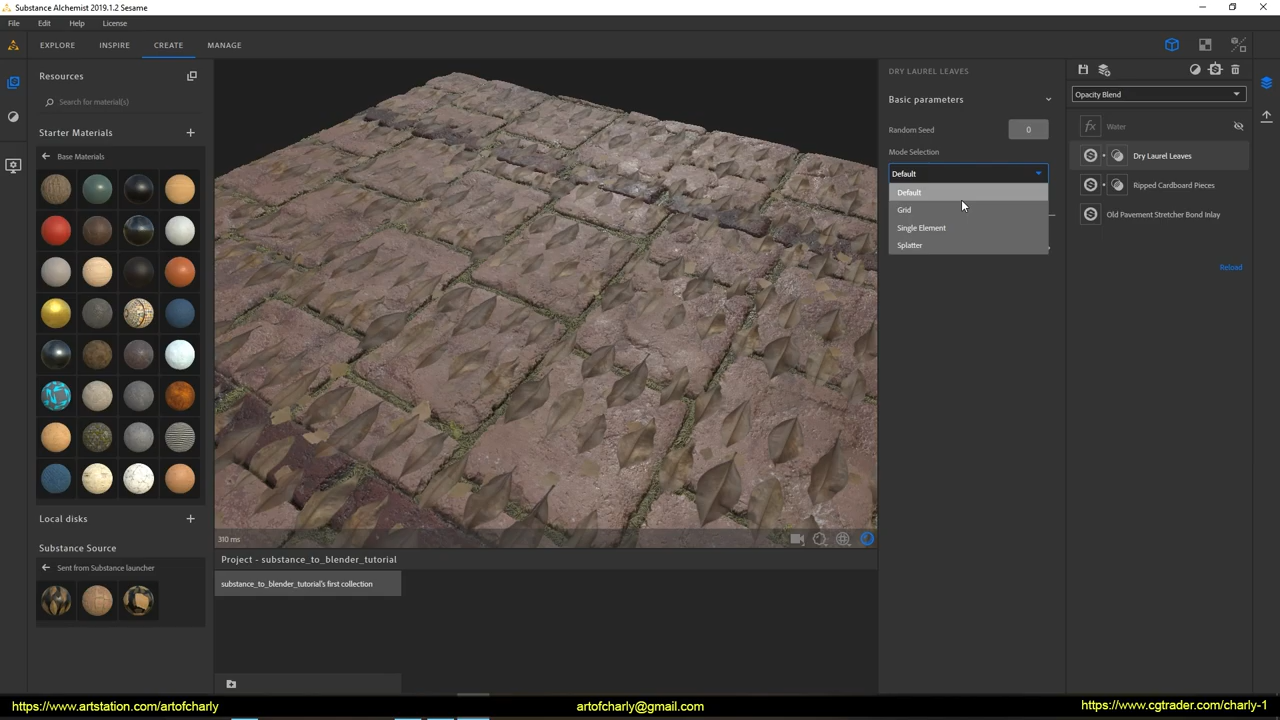 Substance Alchemist 2019.1.2 Sesame
File Edit Help License
EXPLORE INSPIRE CREATE MANAGE
Resources
Search for material(s)
Starter Materials
Base Materials
Local disks
Substance Source
Sent from Substance launcher
310 ms
Project - substance_to_blender_tutorial
substance_to_blender_tutorial's first collection
DRY LAUREL LEAVES
Basic parameters
Random Seed 0
Mode Selection
Default
Default
Grid
Single Element
Splatter
Opacity Blend
fx Water
Dry Laurel Leaves
Ripped Cardboard Pieces
Old Pavement Stretcher Bond Inlay
Reload
https://www.artstation.com/artofcharly
artofcharly@gmail.com
https://www.cgtrader.com/charly-1